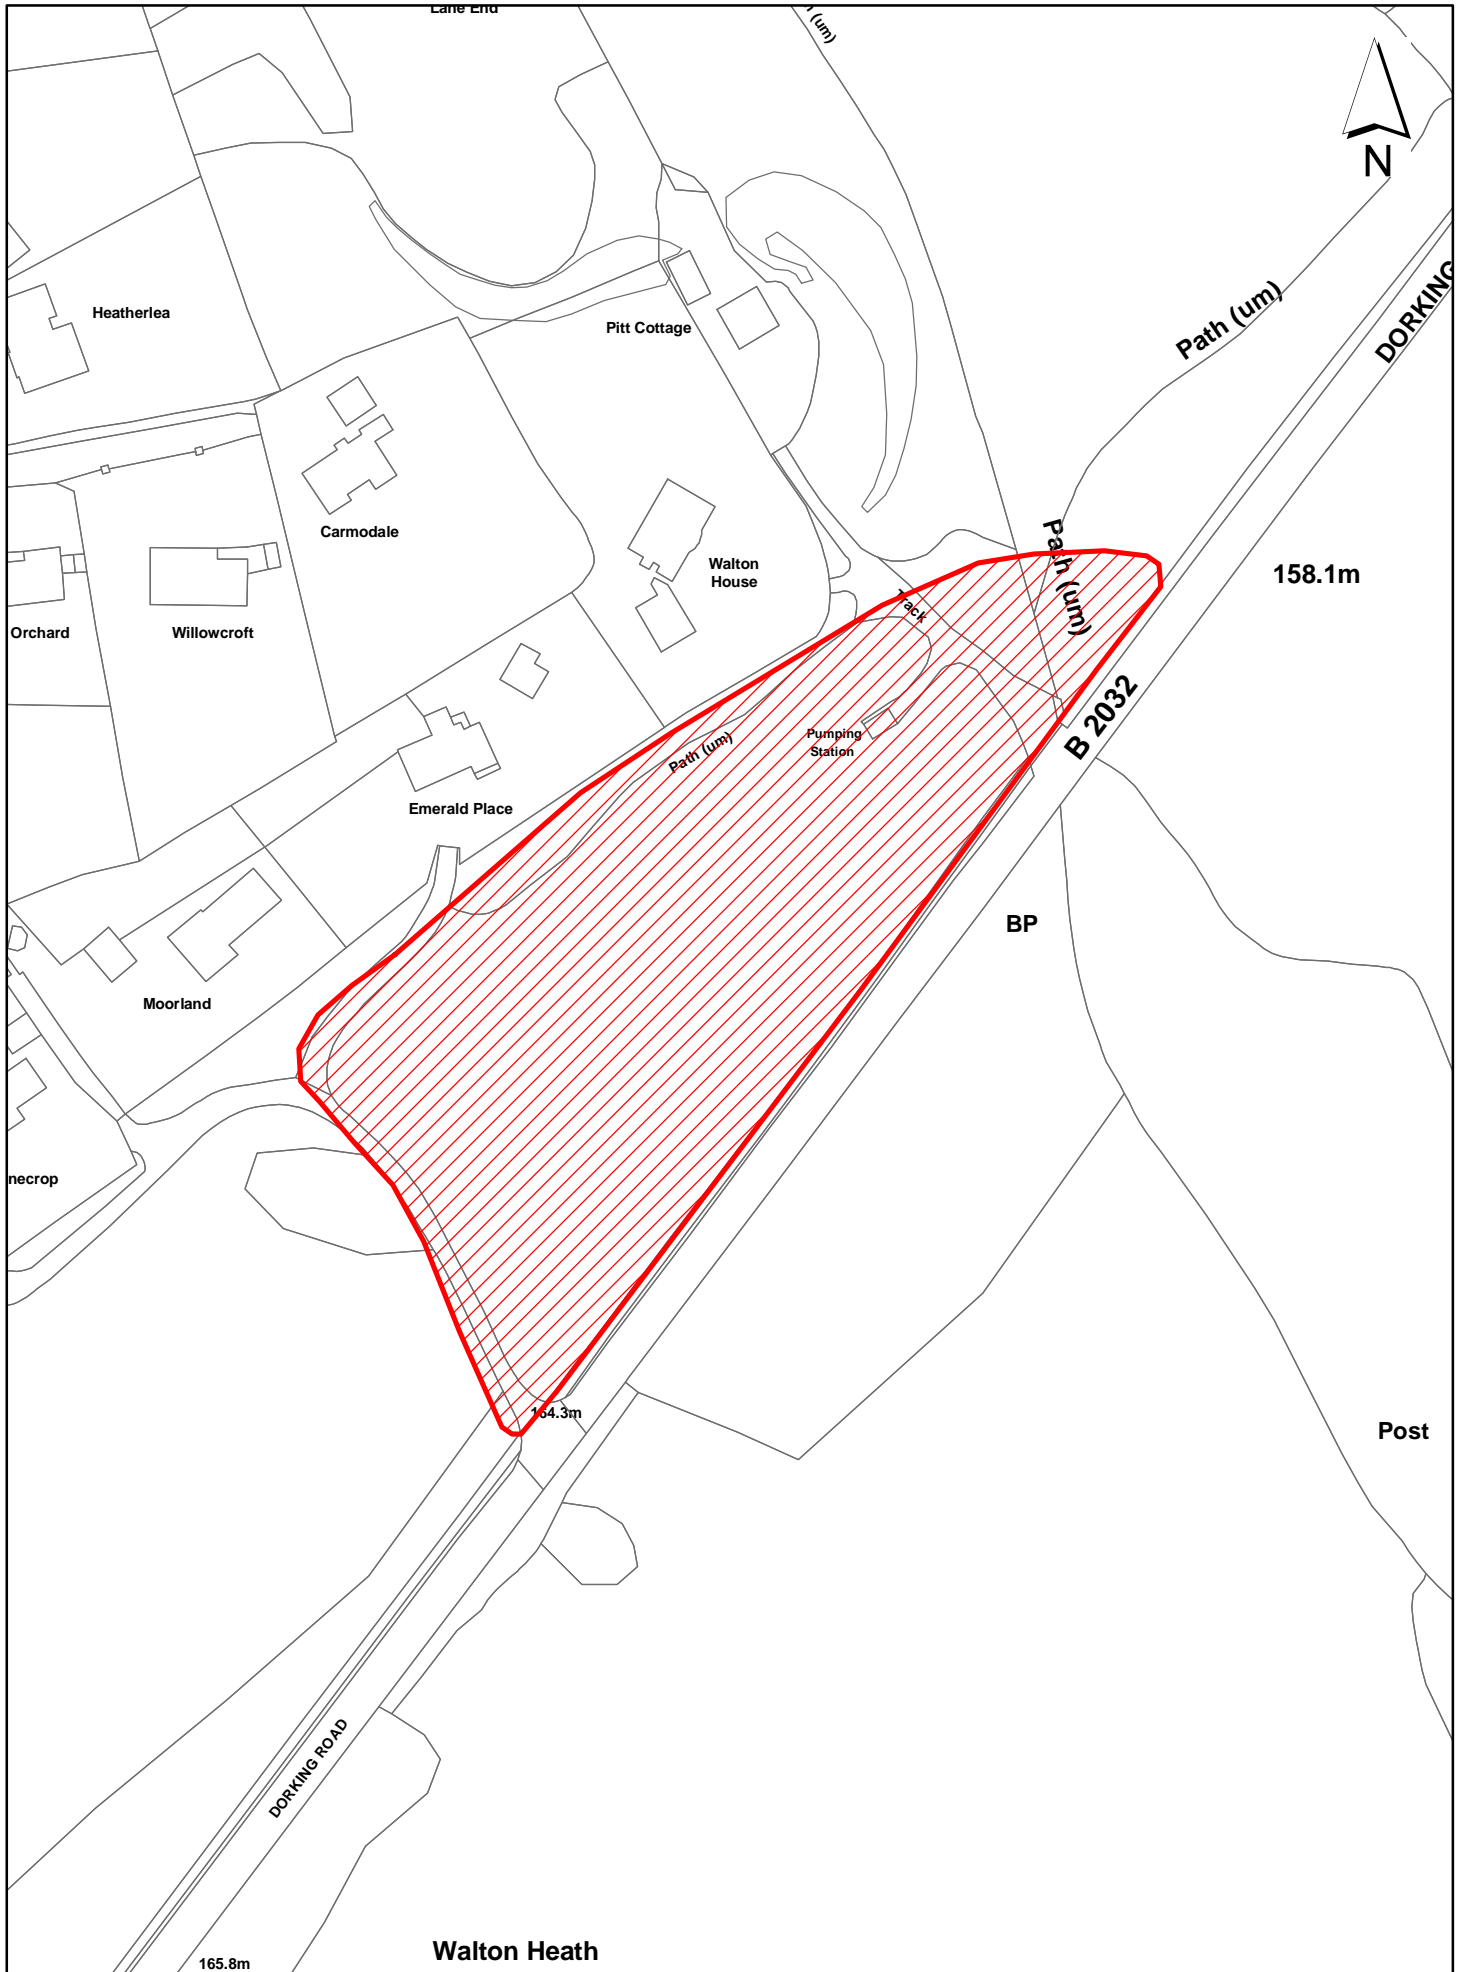 Lane End
(um)
N
Path (um)
DORKING
Heatherlea
Pitt Cottage
Carmodale
Walton
House
Path (um)
158.1m
Track
Orchard
Willowcroft
B 2032
Pumping
Station
Path (um)
Emerald Place
BP
Moorland
necrop
164.3m
Post
DORKING ROAD
Walton Heath
165.8m